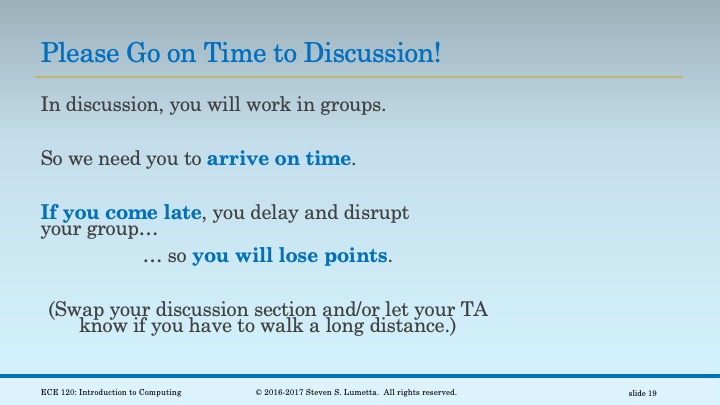 Please Go on Time to Discussion!
In discussion, you will work in groups.
So we need you to arrive on time.
If you come late, you delay and disrupt
your group…
… so you will lose points.
(Swap your discussion section and/or let your TA
know if you have to walk a long distance.)
ECE 120: Introduction to Computing
© 2016-2017 Steven S. Lumetta. All rights reserved.
slide 19